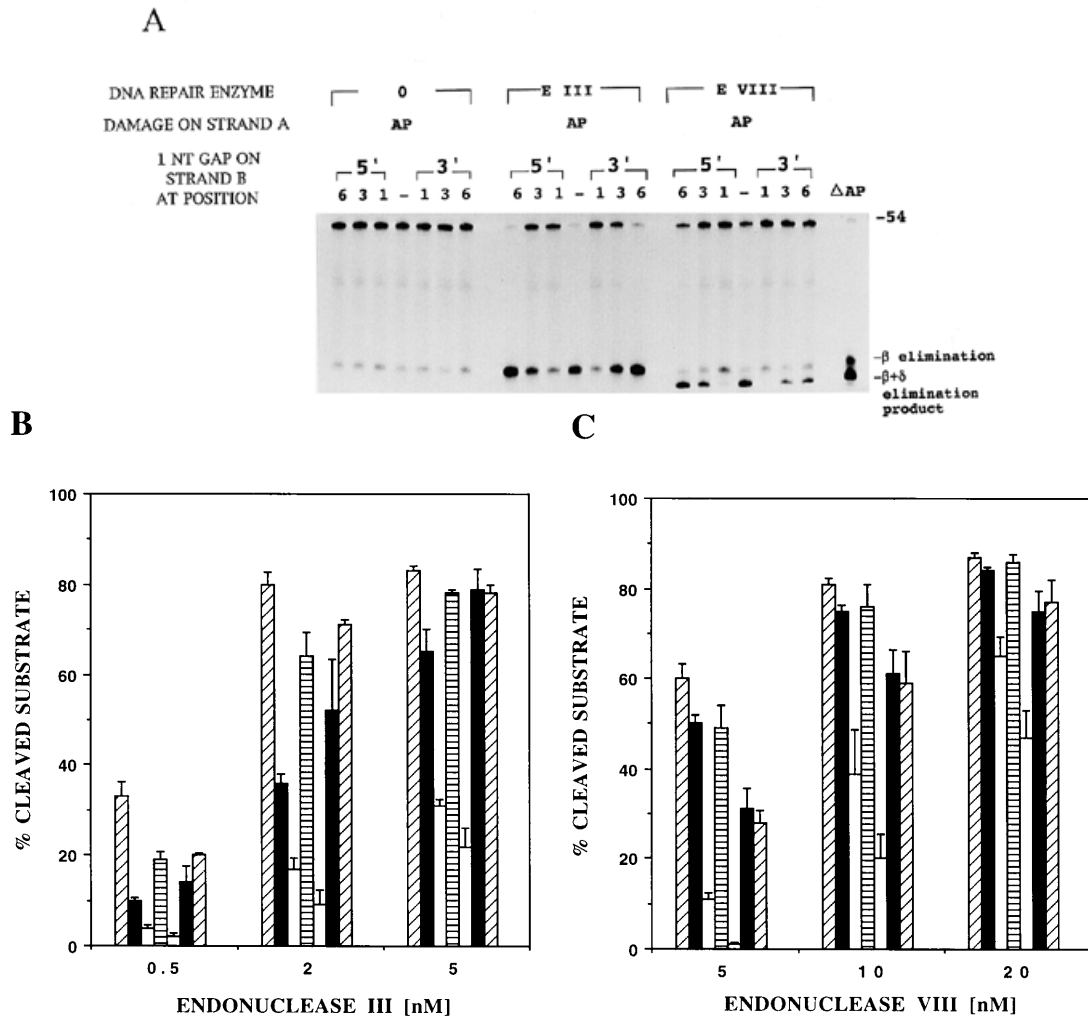 A
DNA REPAIR ENZYME 0 E III E VIII
DAMAGE ON STRAND A AP AP AP
1 NT GAP ON
STRAND B
AT POSITION
5' 3' 5' 3' 5' 3'
6 3 1 – 1 3 6 6 3 1 – 1 3 6 6 3 1 – 1 3 6 △AP
-54
-β elimination
-β+δ
elimination
product
B
% CLEAVED SUBSTRATE
100
80
60
40
20
0
0.5 2 5
ENDONUCLEASE III [nM]
C
% CLEAVED SUBSTRATE
100
80
60
40
20
0
5 10 20
ENDONUCLEASE VIII [nM]